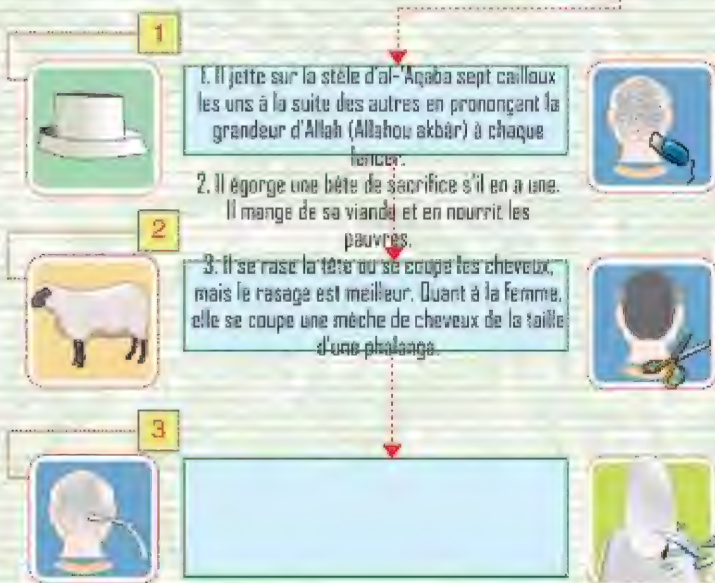 1
1. Il jette sur la stèle d'al-'Aqaba sept cailloux
les uns à la suite des autres en prononçant la
grandeur d'Allah (Allahou akbar) à chaque
lancer.
2. Il égorge une bête de sacrifice s'il en a une.
Il mange de sa viande et en nourrit les
pauvres.
2
3. Il se rase la tête ou se coupe les cheveux,
mais le rasage est meilleur. Quant à la femme,
elle se coupe une mèche de cheveux de la taille
d'une phalange.
3